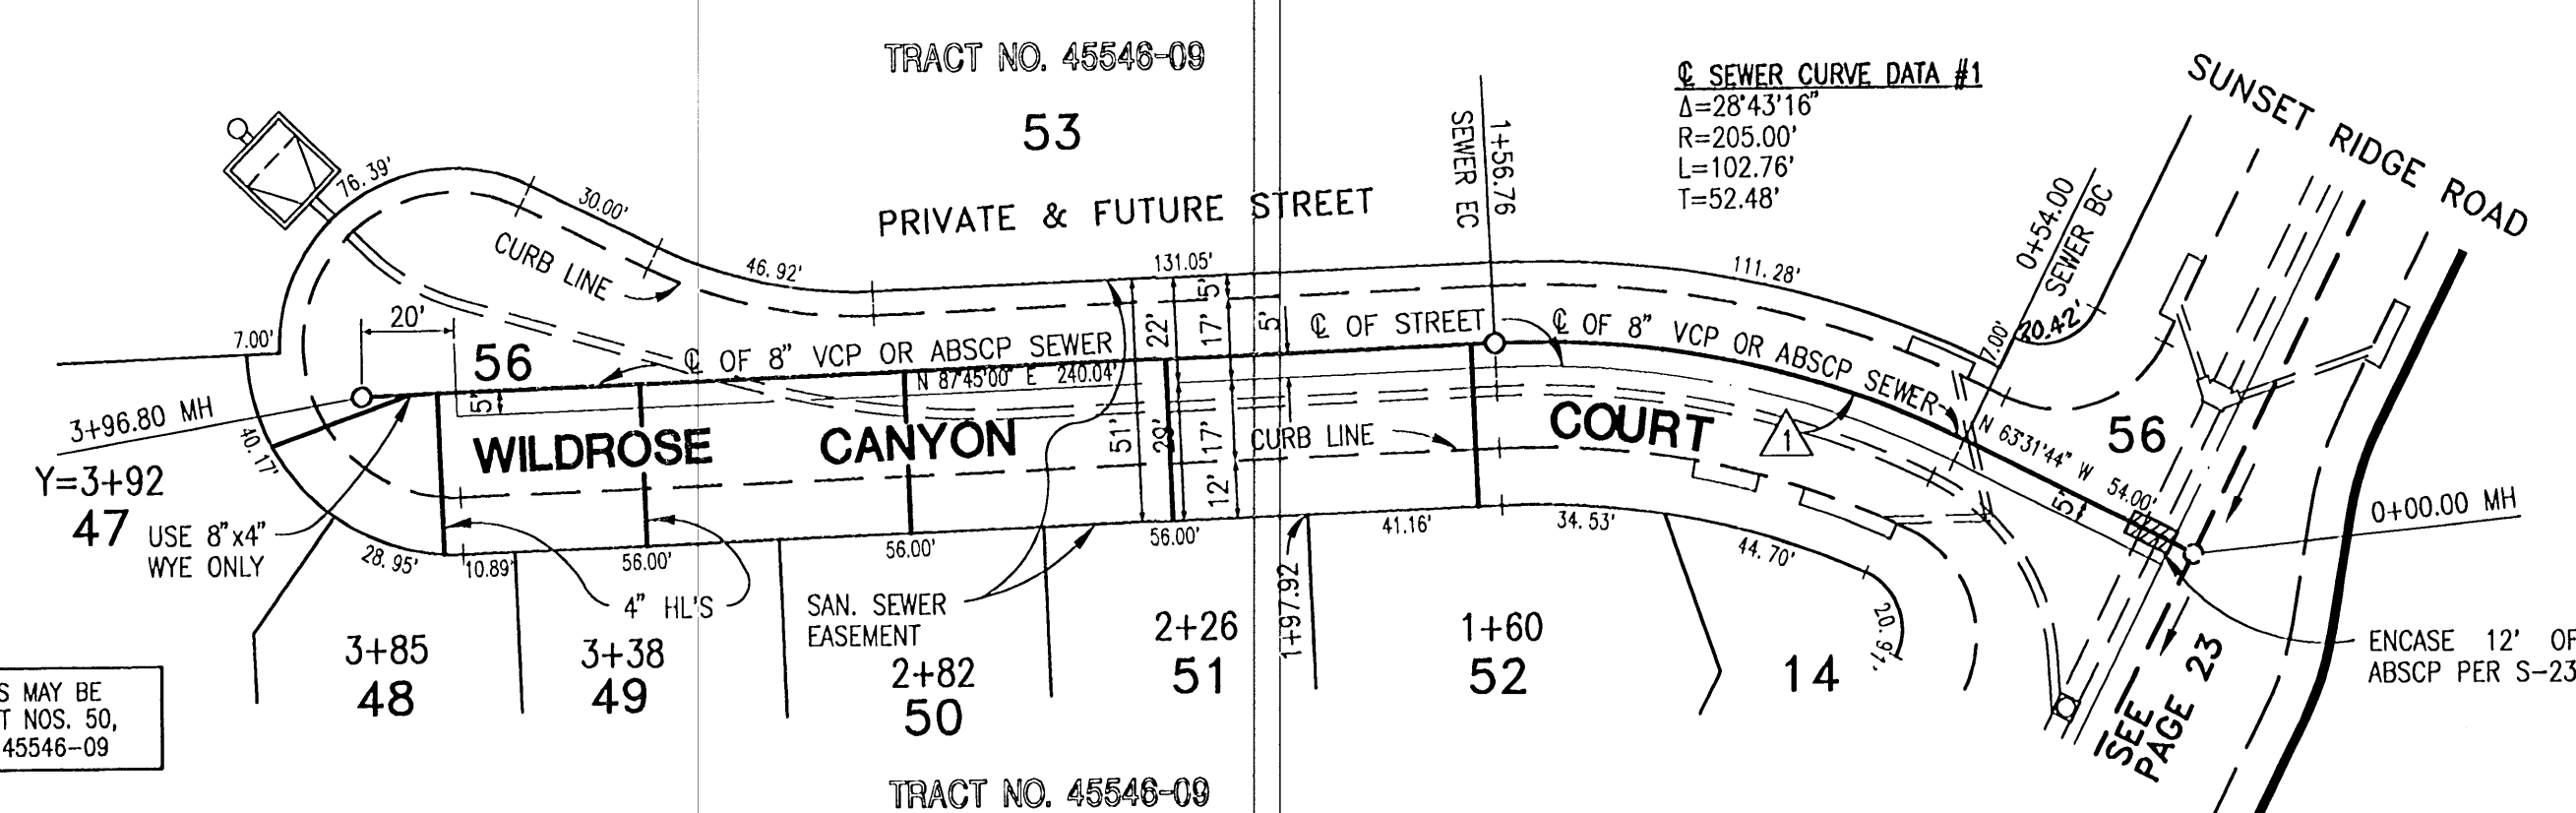 TRACT NO. 45546-09
53
PRIVATE & FUTURE STREET
℄ SEWER CURVE DATA #1
Δ=28°43'16"
R=205.00'
L=102.76'
T=52.48'
SUNSET RIDGE ROAD
1+56.76
SEWER EC
0+54.00
SEWER BC
76.39'
30.00'
CURB LINE
46.92'
131.05'
111.28'
7.00'
20.42'
7.00'
20'
56
℄ OF 8" VCP OR ABSCP SEWER
N 87°45'00" E 240.04'
5'
22'
17'
5'
℄ OF STREET
℄ OF 8" VCP OR ABSCP SEWER
N 63°31'44" W 54.00'
56
5'
5'
WILDROSE CANYON COURT
51'
29'
17'
12'
CURB LINE
1
3+96.80 MH
Y=3+92
47
USE 8"x4"
WYE ONLY
40.17'
28.95'
10.89'
56.00'
56.00'
56.00'
41.16'
34.53'
44.70'
20.91'
4" HL'S
SAN. SEWER
EASEMENT
1+97.92
3+85
48
3+38
49
2+82
50
2+26
51
1+60
52
14
0+00.00 MH
ENCASE 12' OF
ABSCP PER S-23
SEE
PAGE 23
S MAY BE
T NOS. 50,
45546-09
TRACT NO. 45546-09